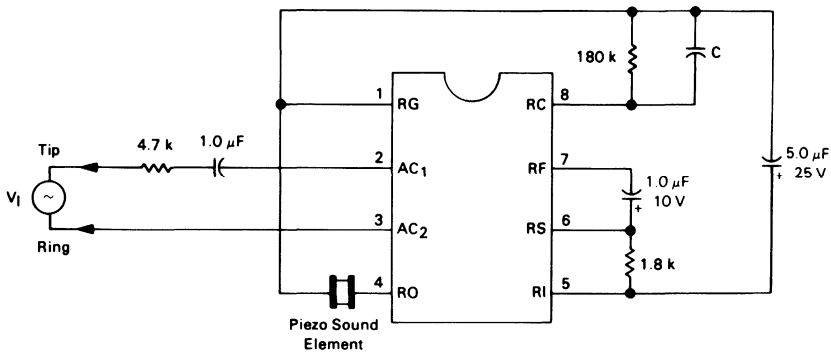 180 k
C
1 RG
RC 8
Tip
4.7 k
1.0 µF
2 AC1
RF 7
VI
~
1.0 µF
+ 10 V
5.0 µF
+ 25 V
3 AC2
RS 6
Ring
1.8 k
4 RO
RI 5
Piezo Sound
Element